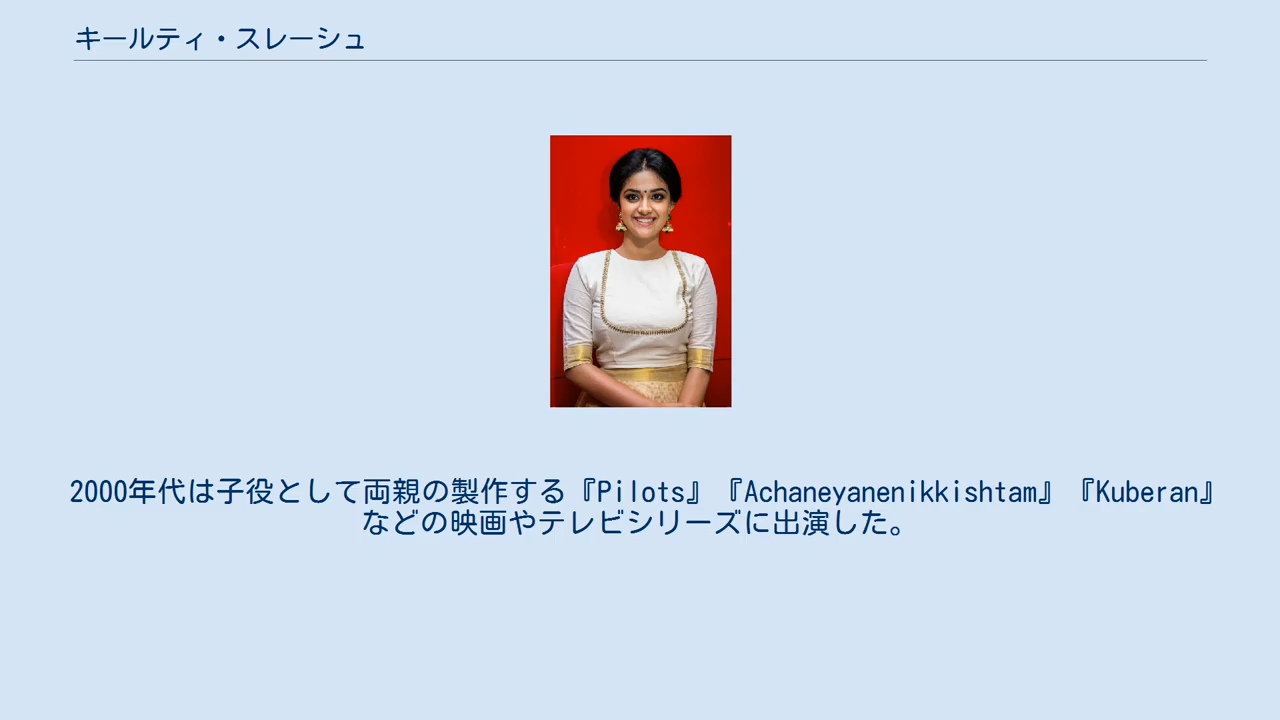 キールティ・スレーシュ
2000年代は子役として両親の製作する『Pilots』『Achaneyanenikkishtam』『Kuberan』
などの映画やテレビシリーズに出演した。